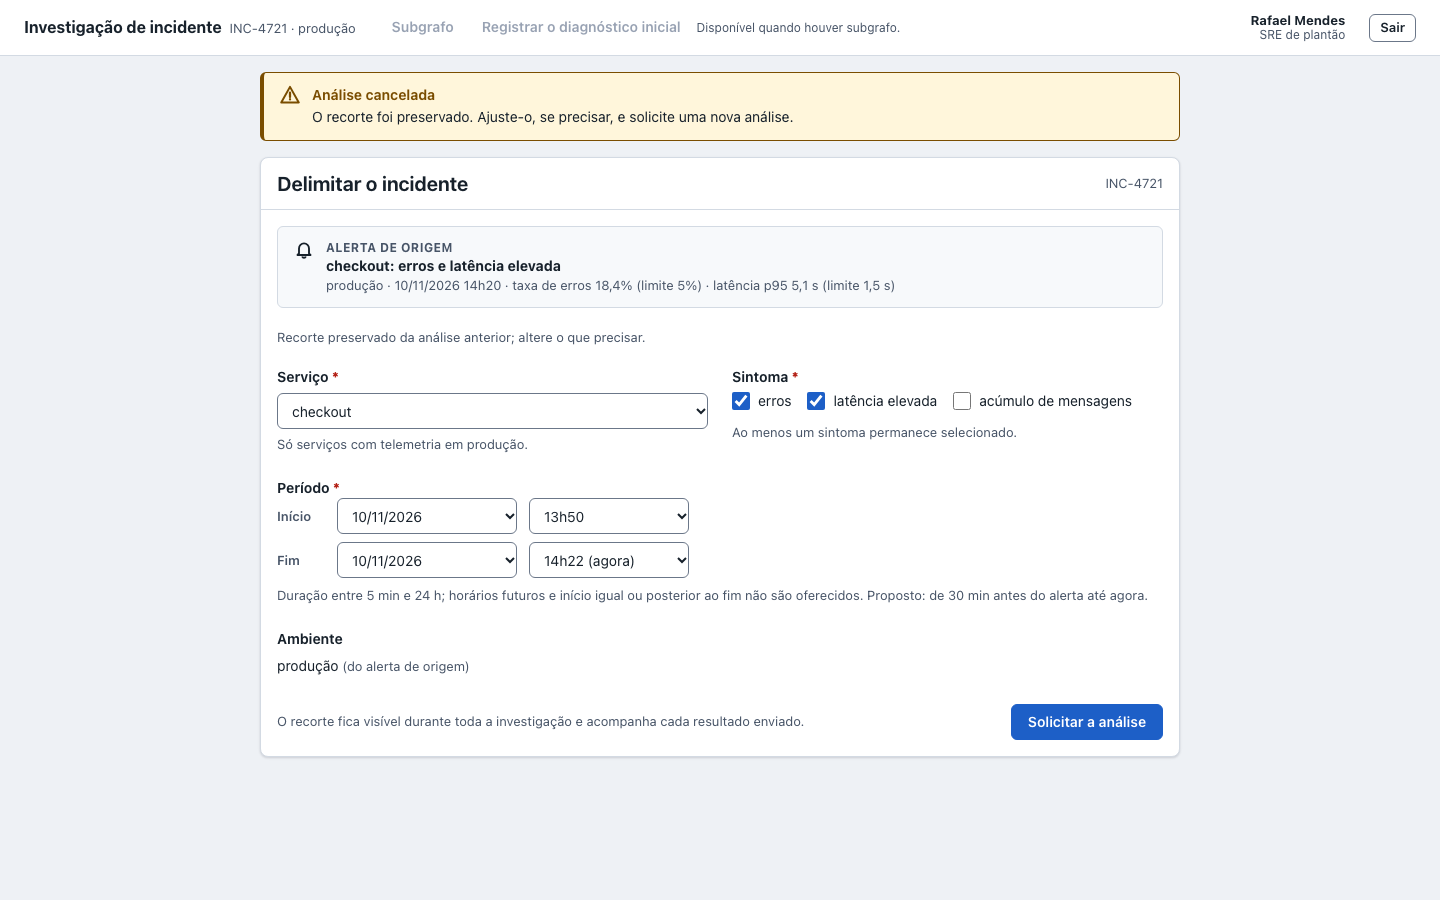 Investigação de incidente INC-4721 · produção Subgrafo Registrar o diagnóstico inicial Disponível quando houver subgrafo.
Rafael Mendes
SRE de plantão
Sair
Análise cancelada
O recorte foi preservado. Ajuste-o, se precisar, e solicite uma nova análise.
Delimitar o incidente INC-4721
ALERTA DE ORIGEM
checkout: erros e latência elevada
produção · 10/11/2026 14h20 · taxa de erros 18,4% (limite 5%) · latência p95 5,1 s (limite 1,5 s)
Recorte preservado da análise anterior; altere o que precisar.
Serviço *
checkout
Só serviços com telemetria em produção.
Sintoma *
erros latência elevada acúmulo de mensagens
Ao menos um sintoma permanece selecionado.
Período *
Início 10/11/2026 13h50
Fim 10/11/2026 14h22 (agora)
Duração entre 5 min e 24 h; horários futuros e início igual ou posterior ao fim não são oferecidos. Proposto: de 30 min antes do alerta até agora.
Ambiente
produção (do alerta de origem)
O recorte fica visível durante toda a investigação e acompanha cada resultado enviado.
Solicitar a análise